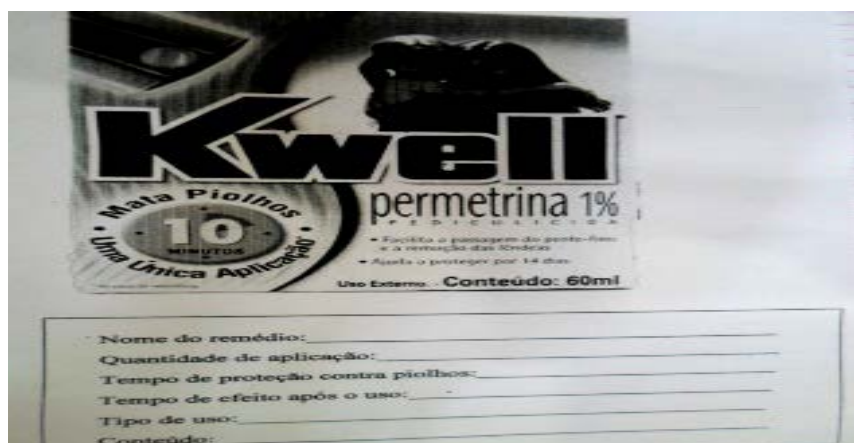 Kwell
permetrina 1%
PEDICULICIDA
Mata Piolhos
10
MINUTOS
Uma Única Aplicação
• Facilita a passagem do pente-fino
e a remoção das lêndeas
• Ajuda a proteger por 14 dias
Uso Externo. Conteúdo: 60ml
Nome do remédio:
Quantidade de aplicação:
Tempo de proteção contra piolhos:
Tempo de efeito após o uso:
Tipo de uso:
Conteúdo: